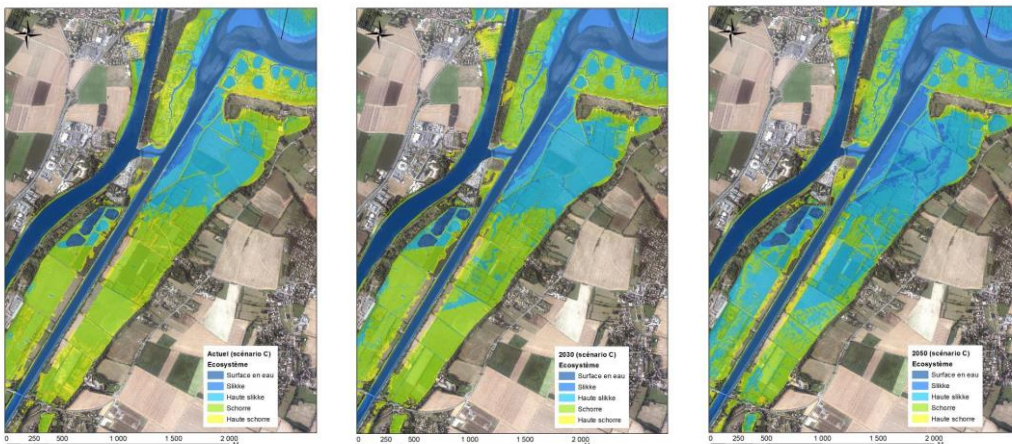 Actuel (scénario C)
Ecosystème
Surface en eau
Slikke
Haute slikke
Schorre
Haute schorre
0 250 500 1 000 1 500 2 000
2030 (scénario C)
Ecosystème
Surface en eau
Slikke
Haute slikke
Schorre
Haute schorre
0 250 500 1 000 1 500 2 000
2050 (scénario C)
Ecosystème
Surface en eau
Slikke
Haute slikke
Schorre
Haute schorre
0 250 500 1 000 1 500 2 000